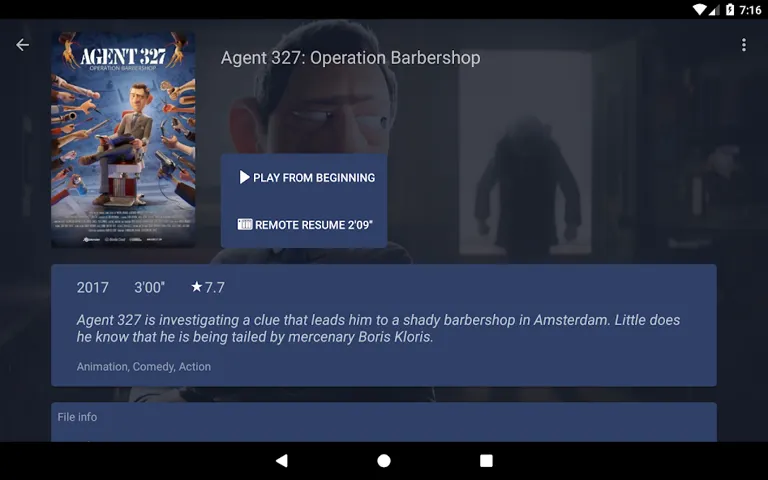 7:16
AGENT 327
OPERATION BARBERSHOP
Agent 327: Operation Barbershop
PLAY FROM BEGINNING
REMOTE RESUME 2'09"
2017 3'00" ★7.7
Agent 327 is investigating a clue that leads him to a shady barbershop in Amsterdam. Little does
he know that he is being tailed by mercenary Boris Kloris.
Animation, Comedy, Action
File info